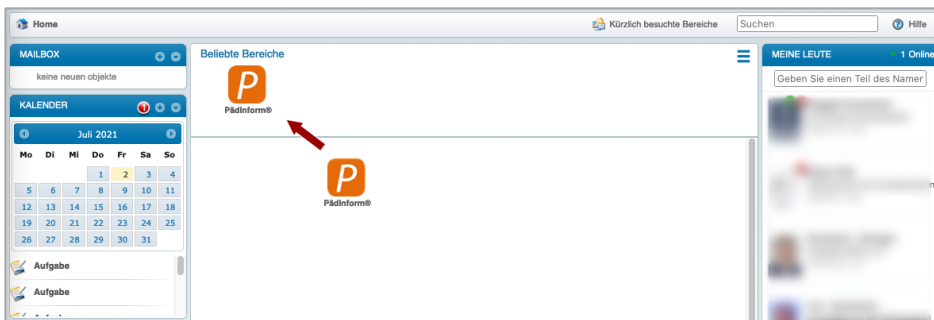 Home
Kürzlich besuchte Bereiche
Suchen
Hilfe
MAILBOX
keine neuen objekte
KALENDER
1
Juli 2021
Mo Di Mi Do Fr Sa So
1 2 3 4
5 6 7 8 9 10 11
12 13 14 15 16 17 18
19 20 21 22 23 24 25
26 27 28 29 30 31
Aufgabe
Aufgabe
Beliebte Bereiche
P
PädInform®
P
PädInform®
MEINE LEUTE
1 Online
Geben Sie einen Teil des Namer